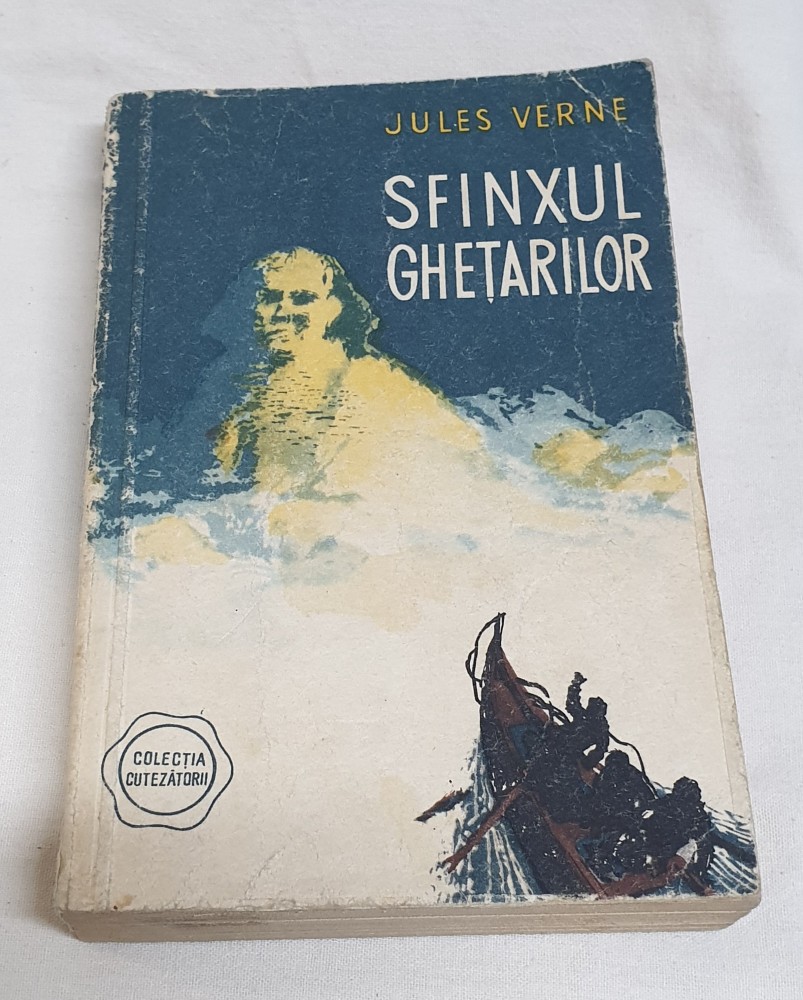 JULES VERNE
SFINXUL
GHEȚARILOR
COLECȚIA
CUTEZĂTORII